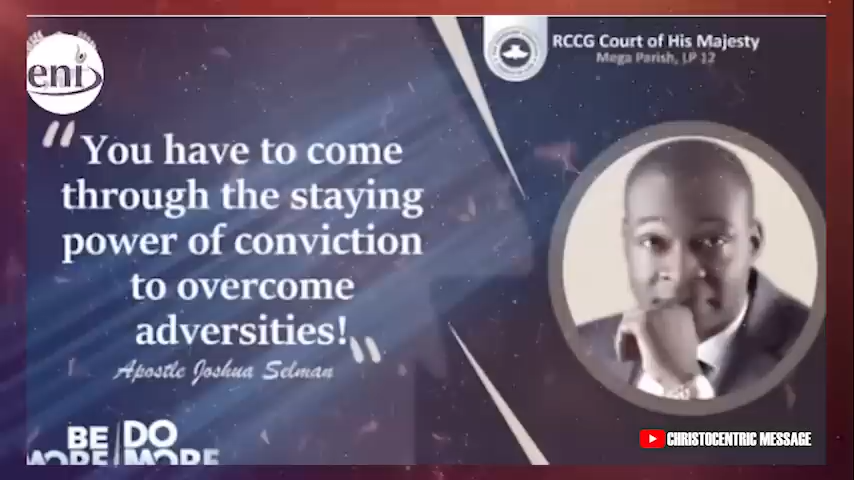 eni
RCCG Court of His Majesty
Mega Parish, LP 12
“You have to come
through the staying
power of conviction
to overcome
adversities!”
Apostle Joshua Selman
BE DO
MORE MORE
CHRISTOCENTRIC MESSAGE